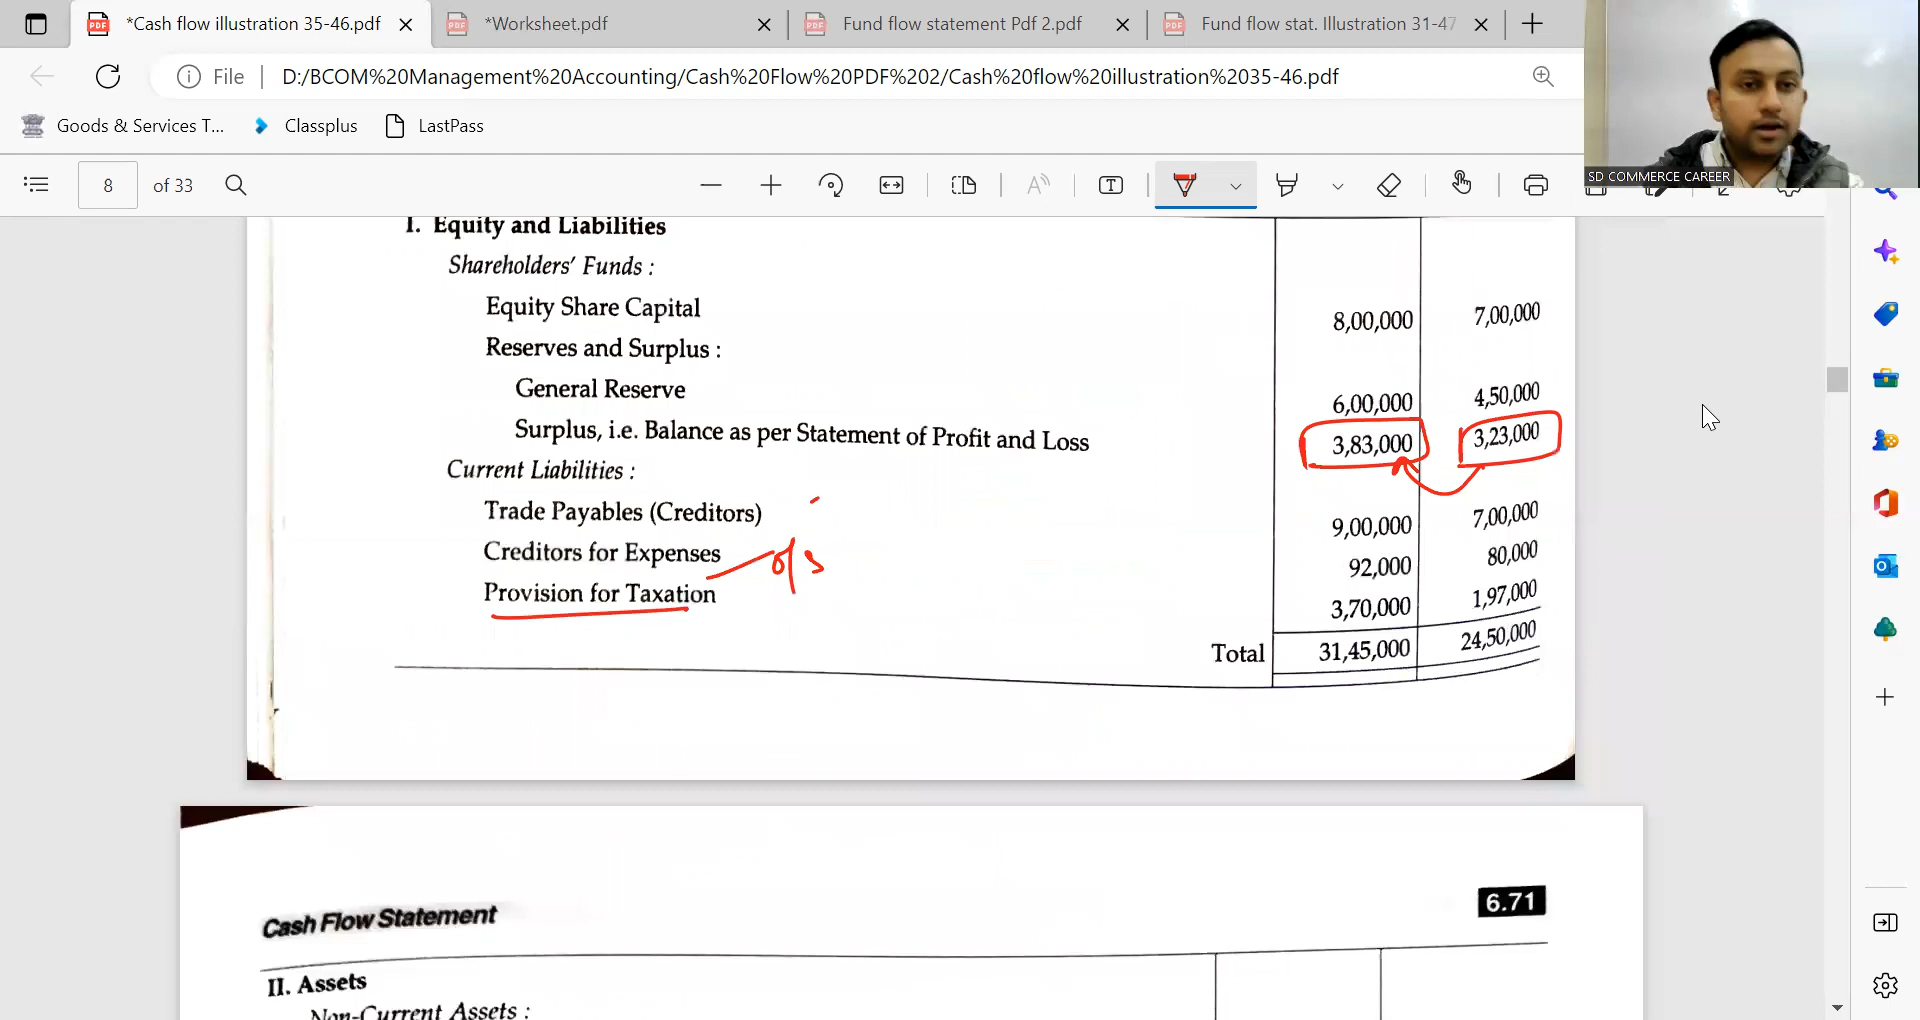 *Cash flow illustration 35-46.pdf
*Worksheet.pdf
Fund flow statement Pdf 2.pdf
Fund flow stat. Illustration 31-47
File
D:/BCOM%20Management%20Accounting/Cash%20Flow%20PDF%202/Cash%20flow%20illustration%2035-46.pdf
Goods & Services T...
Classplus
LastPass
8 of 33
SD COMMERCE CAREER
I. Equity and Liabilities
Shareholders' Funds :
Equity Share Capital 8,00,000 7,00,000
Reserves and Surplus :
General Reserve 6,00,000 4,50,000
Surplus, i.e. Balance as per Statement of Profit and Loss 3,83,000 3,23,000
Current Liabilities :
Trade Payables (Creditors) 9,00,000 7,00,000
Creditors for Expenses 92,000 80,000
o/s
Provision for Taxation 3,70,000 1,97,000
Total 31,45,000 24,50,000
Cash Flow Statement 6.71
II. Assets
Non-Current Assets :